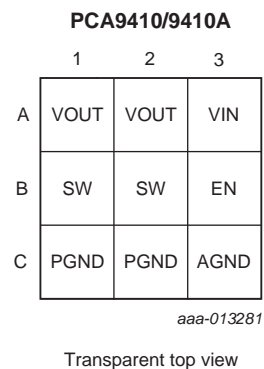 PCA9410/9410A
1 2 3
A VOUT VOUT VIN
B SW SW EN
C PGND PGND AGND
aaa-013281
Transparent top view